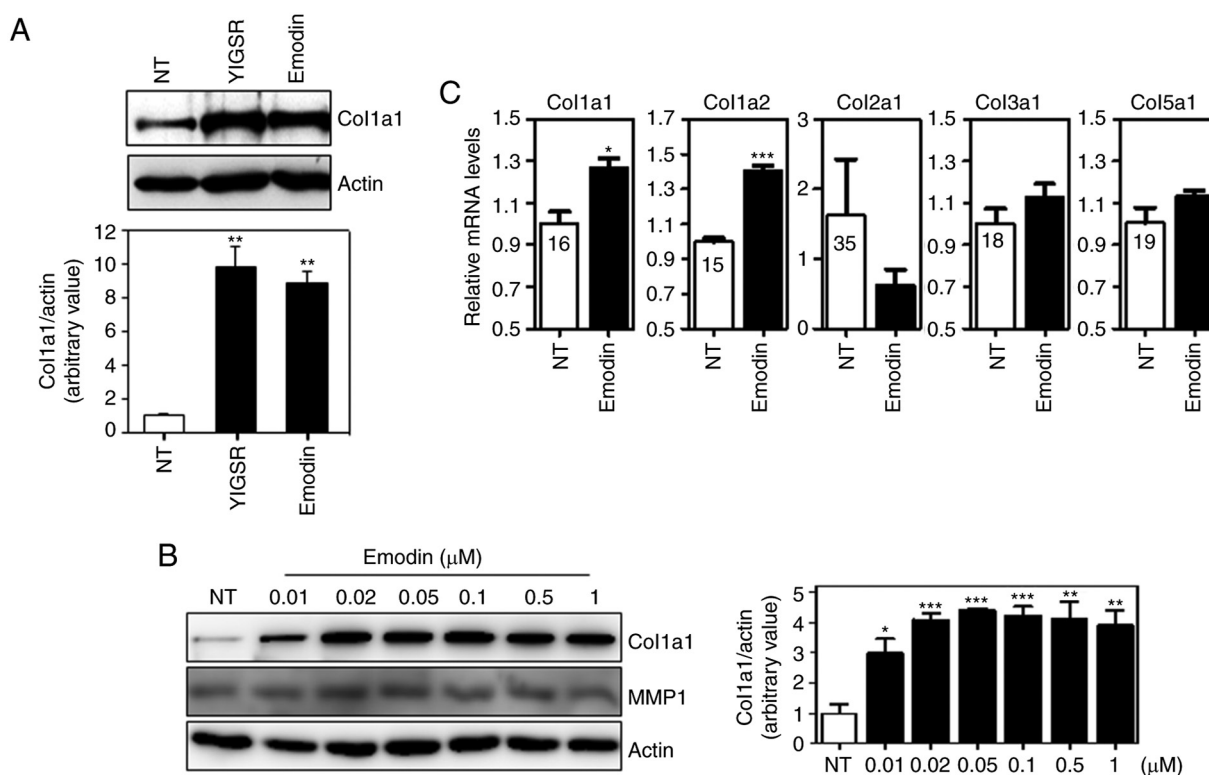 A
NT
YIGSR
Emodin
Col1a1
Actin
12
10
8
6
4
2
0
Col1a1/actin
(arbitrary value)
**
**
NT
YIGSR
Emodin
C
Relative mRNA levels
Col1a1
1.5
1.3
1.1
0.9
0.7
0.5
*
16
NT
Emodin
Col1a2
1.7
1.5
1.3
1.1
0.9
0.7
0.5
***
15
NT
Emodin
Col2a1
3
2
1
0
35
NT
Emodin
Col3a1
1.5
1.3
1.1
0.9
0.7
0.5
18
NT
Emodin
Col5a1
1.5
1.3
1.1
0.9
0.7
0.5
19
NT
Emodin
B
Emodin (μM)
NT 0.01 0.02 0.05 0.1 0.5 1
Col1a1
MMP1
Actin
Col1a1/actin
(arbitrary value)
5
4
3
2
1
0
* *** *** *** ** **
NT 0.01 0.02 0.05 0.1 0.5 1 (μM)